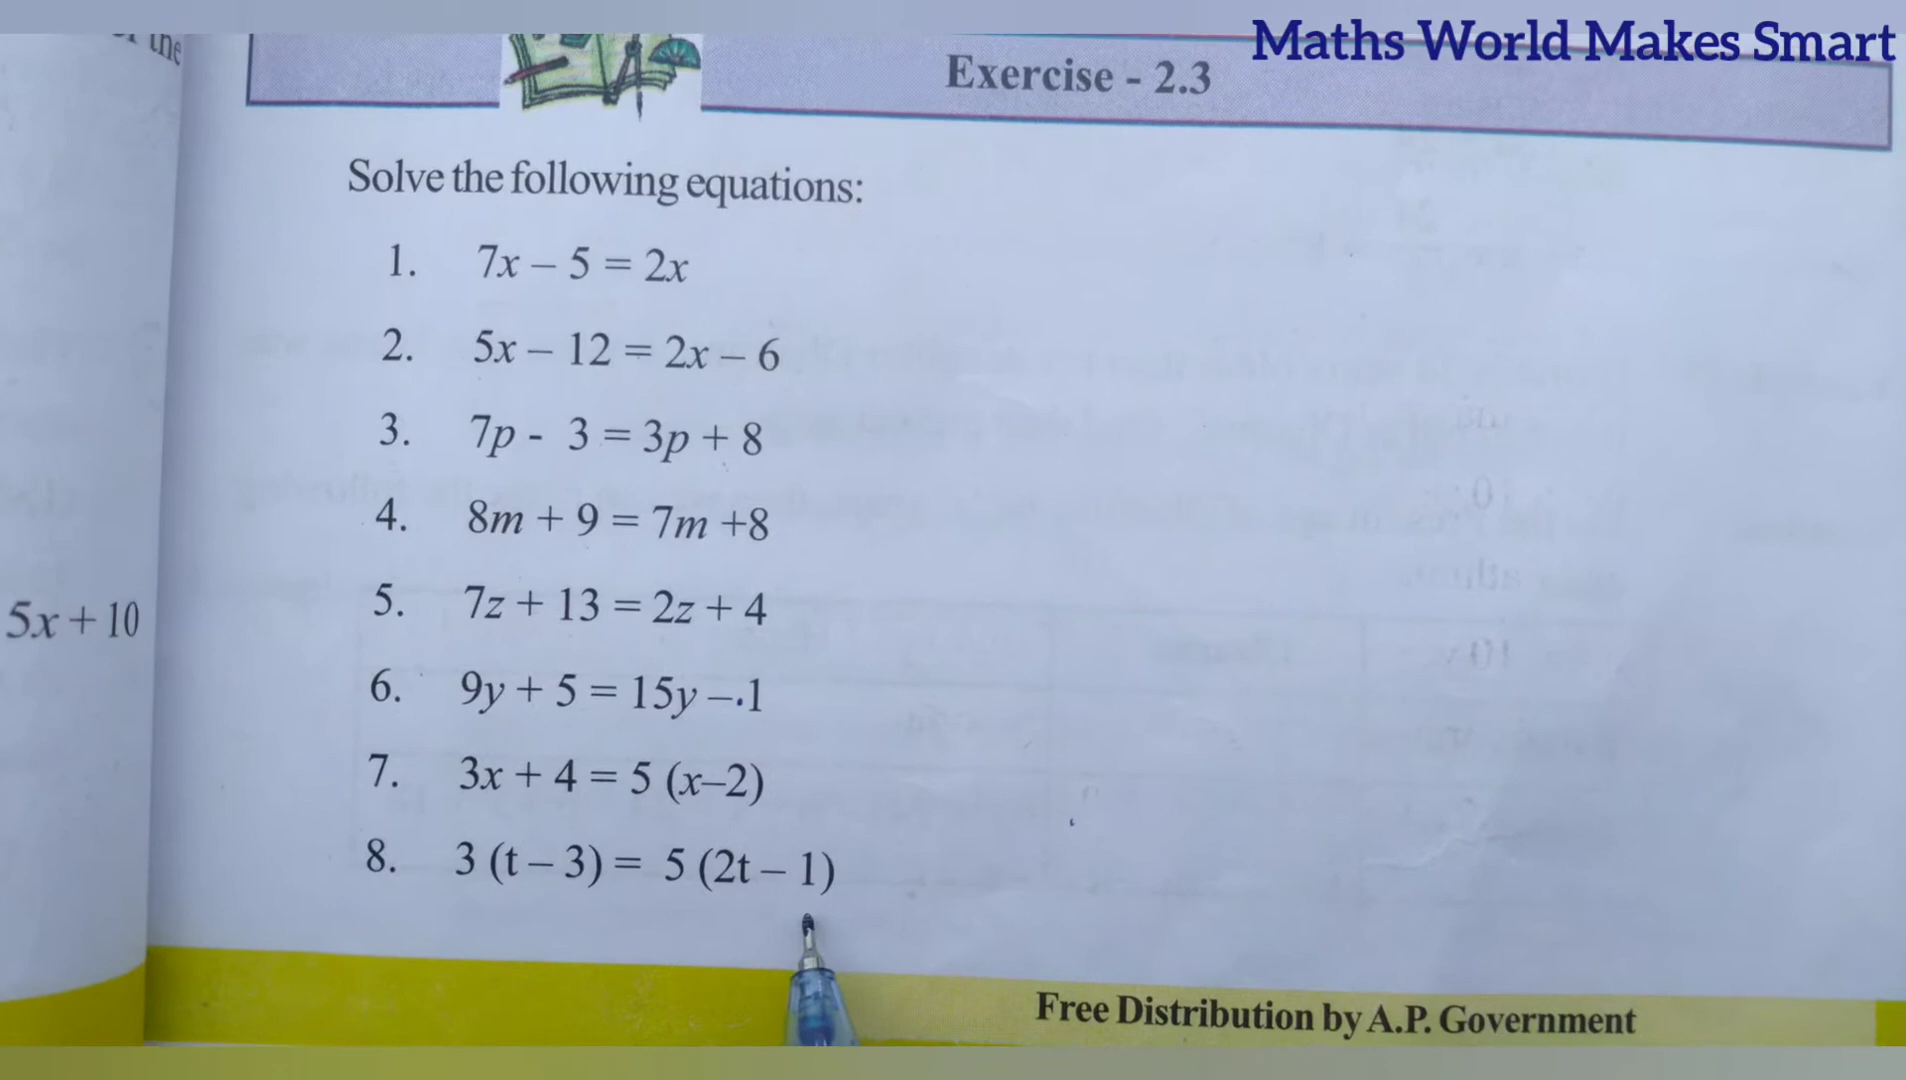 Maths World Makes Smart
the
Exercise - 2.3
Solve the following equations:
1. 7x – 5 = 2x
2. 5x – 12 = 2x – 6
3. 7p - 3 = 3p + 8
4. 8m + 9 = 7m +8
5. 7z + 13 = 2z + 4
5x + 10
6. 9y + 5 = 15y – 1
7. 3x + 4 = 5 (x–2)
8. 3 (t – 3) = 5 (2t – 1)
Free Distribution by A.P. Government